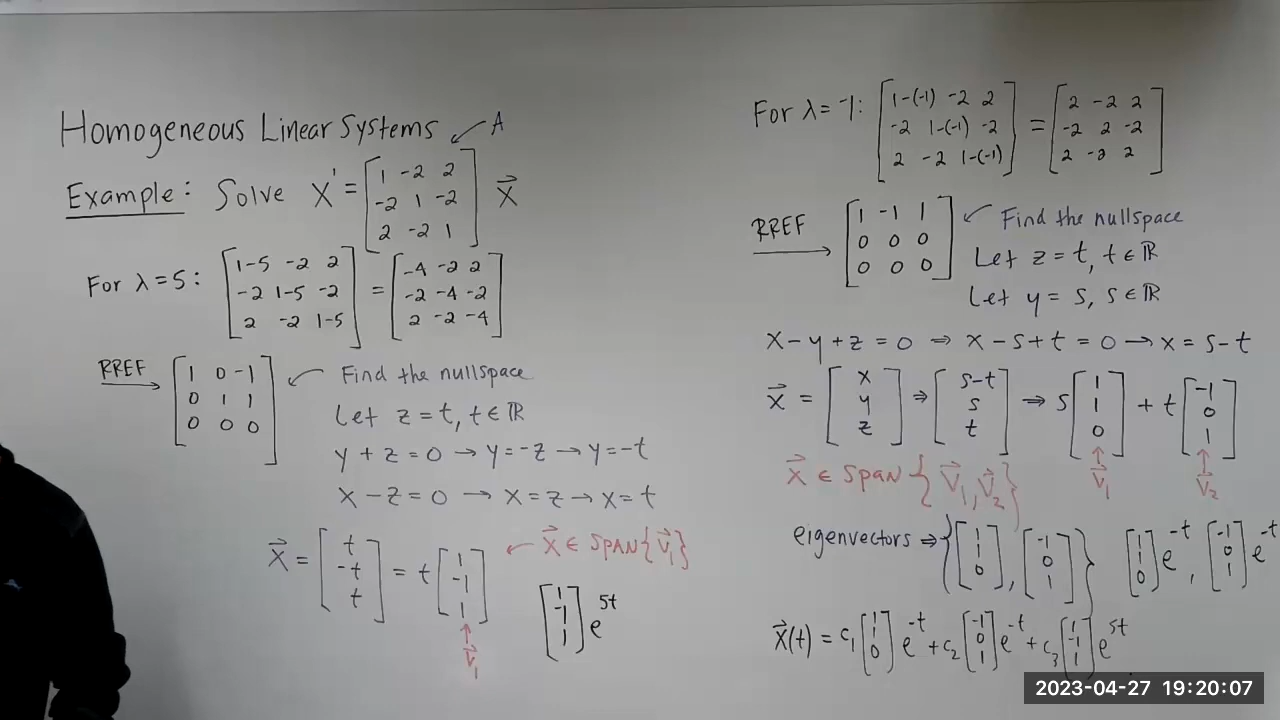 Homogeneous Linear Systems ↙ A
Example: Solve X' = [1 -2 2; -2 1 -2; 2 -2 1] X⃗
For λ = 5: [1-5 -2 2; -2 1-5 -2; 2 -2 1-5] = [-4 -2 2; -2 -4 -2; 2 -2 -4]
RREF → [1 0 -1; 0 1 1; 0 0 0] ↙ Find the nullspace
Let z = t, t ∈ ℝ
y + z = 0 → y = -z → y = -t
x - z = 0 → x = z → x = t
X⃗ = [t; -t; t] = t [1; -1; 1] ← X⃗ ∈ SPAN{V⃗₁}
↑ V⃗₁
[1; -1; 1] e^{5t}
For λ = -1: [1-(-1) -2 2; -2 1-(-1) -2; 2 -2 1-(-1)] = [2 -2 2; -2 2 -2; 2 -2 2]
RREF → [1 -1 1; 0 0 0; 0 0 0] ↙ Find the nullspace
Let z = t, t ∈ ℝ
Let y = s, s ∈ ℝ
x - y + z = 0 ⇒ x - s + t = 0 → x = s - t
X⃗ = [x; y; z] ⇒ [s-t; s; t] ⇒ s [1; 1; 0] + t [-1; 0; 1]
X⃗ ∈ SPAN {V⃗₁, V⃗₂} ↑ V⃗₁ ↑ V⃗₂
eigenvectors ⇒ {[1; 1; 0], [-1; 0; 1]} [1; 1; 0] e^{-t}, [-1; 0; 1] e^{-t}
X⃗(t) = c₁ [1; 1; 0] e^{-t} + c₂ [-1; 0; 1] e^{-t} + c₃ [1; -1; 1] e^{5t}
2023-04-27 19:20:07